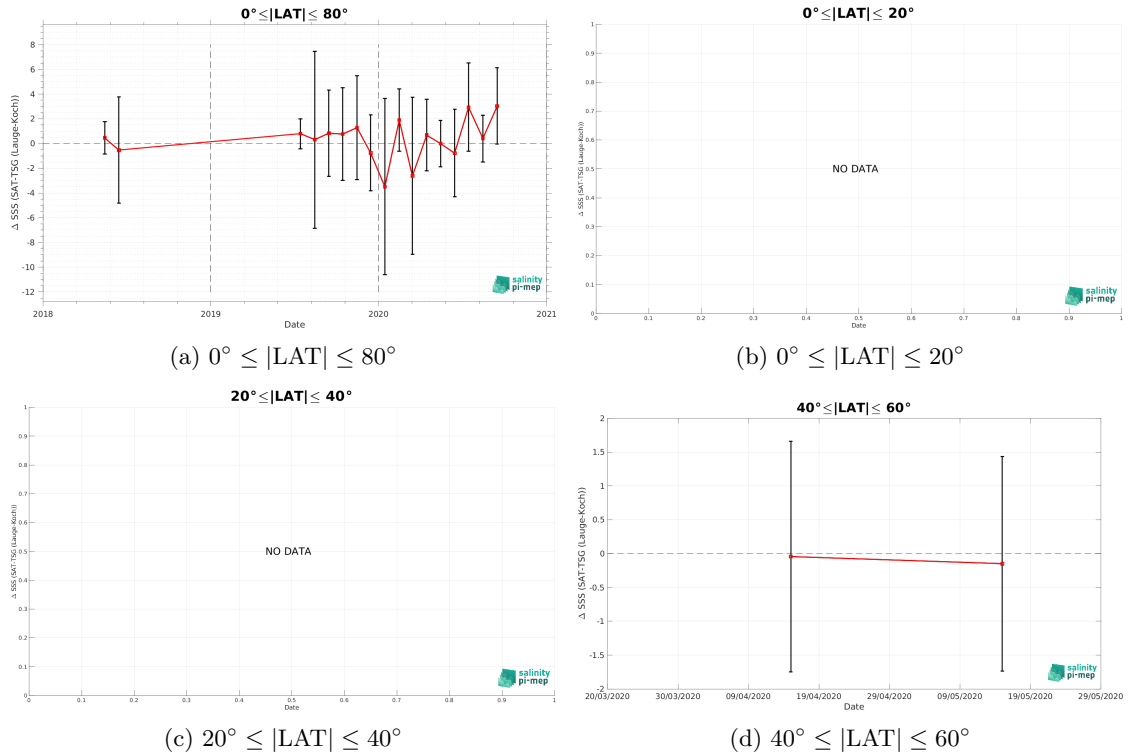 0°≤|LAT|≤ 80°
Δ SSS (SAT-TSG (Lauge-Koch))
8
6
4
2
0
-2
-4
-6
-8
-10
-12
2018
2019
2020
2021
Date
salinity
pi-mep
(a) 0° ≤ |LAT| ≤ 80°
0°≤|LAT|≤ 20°
Δ SSS (SAT-TSG (Lauge-Koch))
1
0.9
0.8
0.7
0.6
0.5
0.4
0.3
0.2
0.1
0
NO DATA
0 0.1 0.2 0.3 0.4 0.5 0.6 0.7 0.8 0.9 1
Date
salinity
pi-mep
(b) 0° ≤ |LAT| ≤ 20°
20°≤|LAT|≤ 40°
Δ SSS (SAT-TSG (Lauge-Koch))
1
0.9
0.8
0.7
0.6
0.5
0.4
0.3
0.2
0.1
0
NO DATA
0 0.1 0.2 0.3 0.4 0.5 0.6 0.7 0.8 0.9 1
Date
salinity
pi-mep
(c) 20° ≤ |LAT| ≤ 40°
40°≤|LAT|≤ 60°
Δ SSS (SAT-TSG (Lauge-Koch))
2
1.5
1
0.5
0
-0.5
-1
-1.5
-2
20/03/2020 30/03/2020 09/04/2020 19/04/2020 29/04/2020 09/05/2020 19/05/2020 29/05/2020
Date
salinity
pi-mep
(d) 40° ≤ |LAT| ≤ 60°